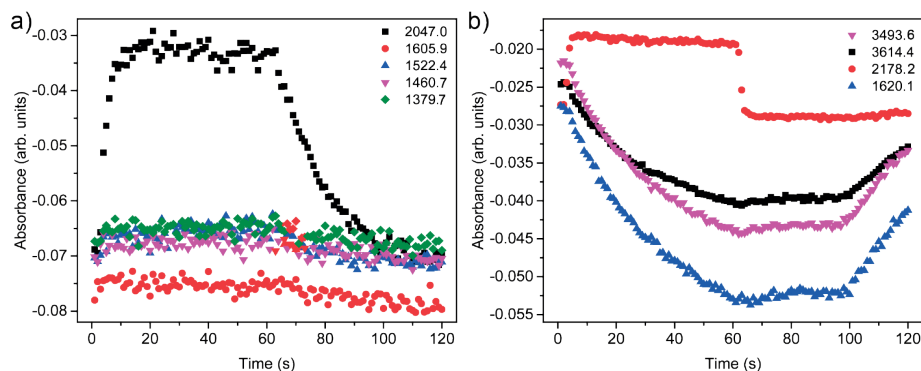 a)
2047.0
1605.9
1522.4
1460.7
1379.7
-0.03
-0.04
-0.05
-0.06
-0.07
-0.08
Absorbance (arb. units)
0 20 40 60 80 100 120
Time (s)
b)
3493.6
3614.4
2178.2
1620.1
-0.020
-0.025
-0.030
-0.035
-0.040
-0.045
-0.050
-0.055
Absorbance (arb. units)
0 20 40 60 80 100 120
Time (s)